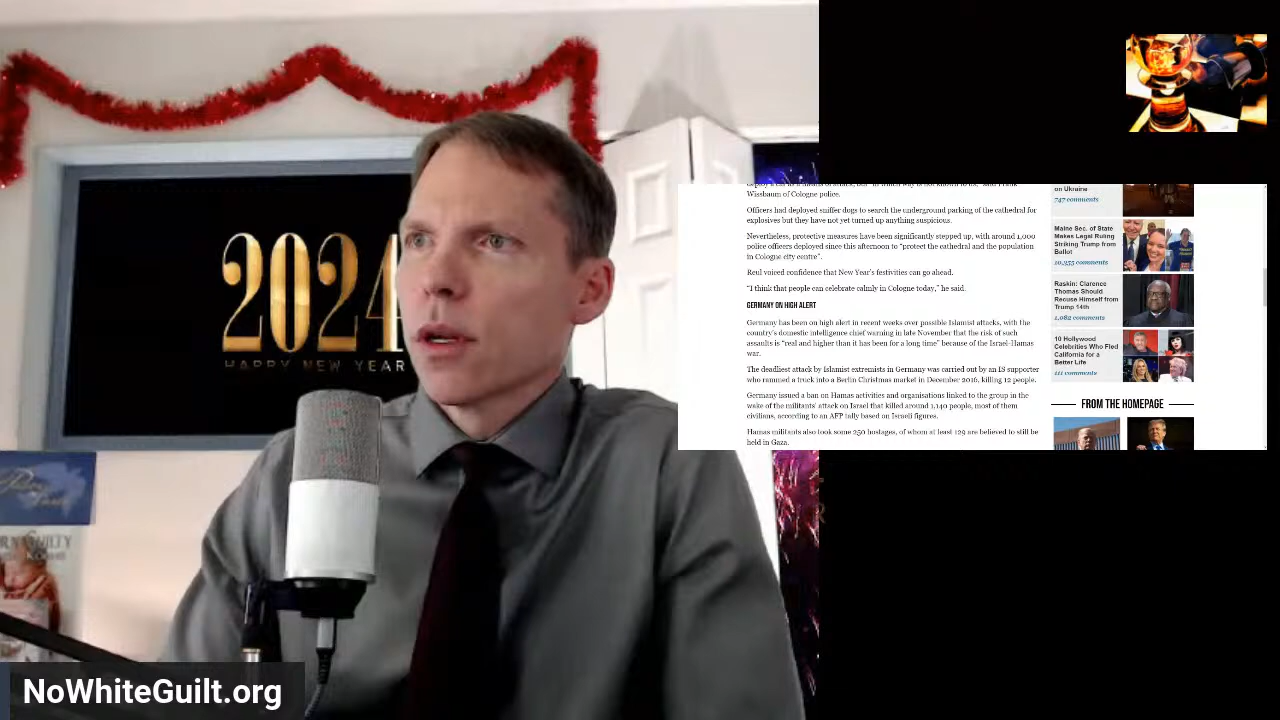 2024
HAPPY NEW YEAR
NoWhiteGuilt.org
Wissbaum of Cologne police.
Officers had deployed sniffer dogs to search the underground parking of the cathedral for
explosives but they have not yet turned up anything suspicious.
Nevertheless, protective measures have been significantly stepped up, with around 1,000
police officers deployed since this afternoon to "protect the cathedral and the population
in Cologne city centre".
Reul voiced confidence that New Year's festivities can go ahead.
"I think that people can celebrate calmly in Cologne today," he said.
GERMANY ON HIGH ALERT
Germany has been on high alert in recent weeks over possible Islamist attacks, with the
country's domestic intelligence chief warning in late November that the risk of such
assaults is "real and higher than it has been for a long time" because of the Israel-Hamas
war.
The deadliest attack by Islamist extremists in Germany was carried out by an IS supporter
who rammed a truck into a Berlin Christmas market in December 2016, killing 12 people.
Germany issued a ban on Hamas activities and organisations linked to the group in the
wake of the militants' attack on Israel that killed around 1,140 people, most of them
civilians, according to an AFP tally based on Israeli figures.
Hamas militants also took some 250 hostages, of whom at least 129 are believed to still be
held in Gaza.
on Ukraine
747 comments
Maine Sec. of State
Makes Legal Ruling
Striking Trump from
Ballot
10,355 comments
Raskin: Clarence
Thomas Should
Recuse Himself from
Trump 14th
1,082 comments
10 Hollywood
Celebrities Who Fled
California for a
Better Life
111 comments
FROM THE HOMEPAGE